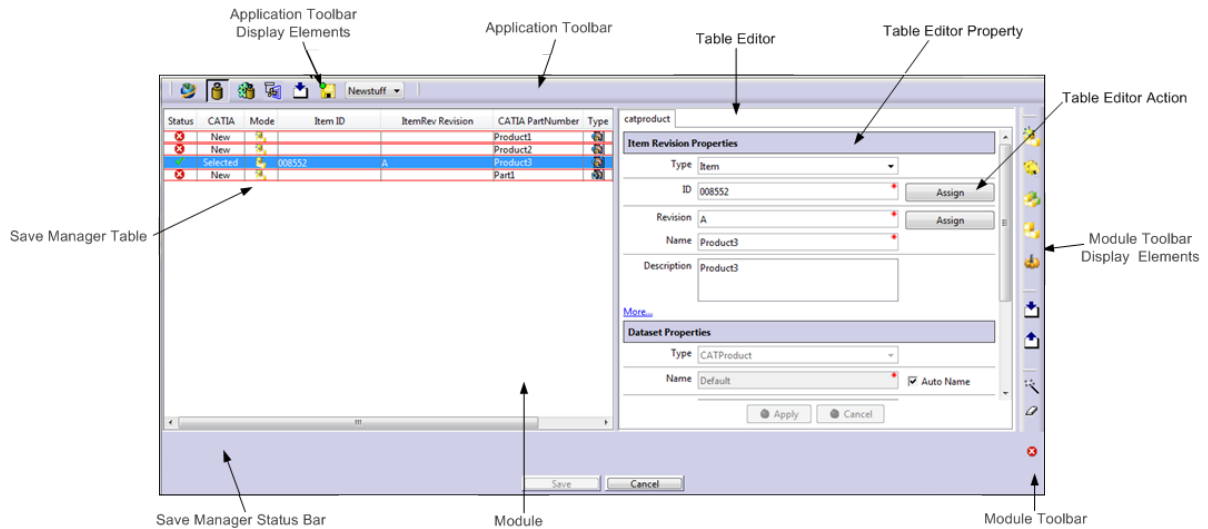 Application Toolbar
Display Elements
Application Toolbar
Table Editor
Table Editor Property
Table Editor Action
Newstuff
Status CATIA Mode Item ID ItemRev Revision CATIA PartNumber Type
New Product1
New Product2
Selected 008552 A Product3
New Part1
catproduct
Item Revision Properties
Type Item
ID 008552 * Assign
Revision A * Assign
Name Product3 *
Description Product3
More...
Dataset Properties
Type CATProduct
Name Default * Auto Name
Apply Cancel
Save Cancel
Save Manager Table
Module Toolbar
Display Elements
Save Manager Status Bar
Module
Module Toolbar